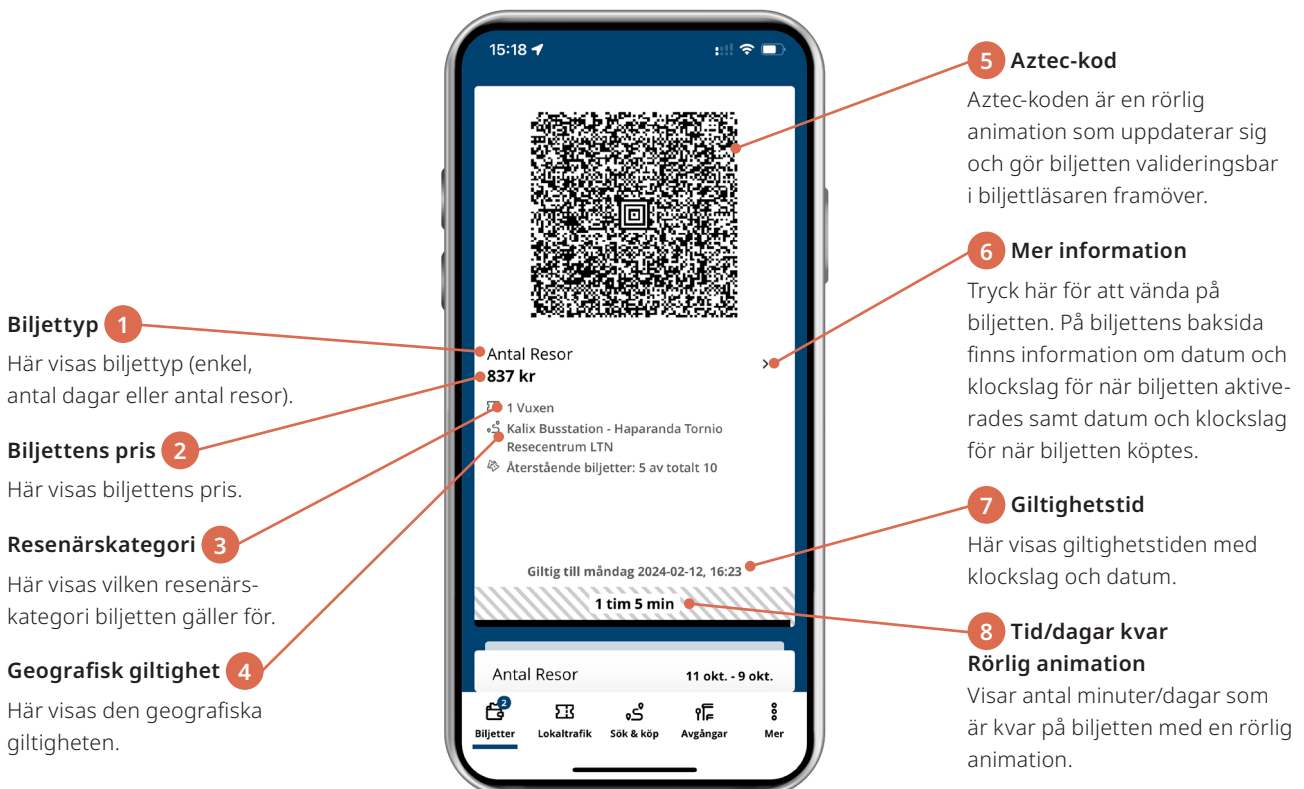 Biljettyp 1
Här visas biljettyp (enkel,
antal dagar eller antal resor).
Biljettens pris 2
Här visas biljettens pris.
Resenärskategori 3
Här visas vilken resenärs-
kategori biljetten gäller för.
Geografisk giltighet 4
Här visas den geografiska
giltigheten.
15:18
Antal Resor
837 kr
1 Vuxen
Kalix Busstation - Haparanda Tornio
Resecentrum LTN
Återstående biljetter: 5 av totalt 10
Giltig till måndag 2024-02-12, 16:23
1 tim 5 min
Antal Resor 11 okt. - 9 okt.
2
Biljetter Lokaltrafik Sök & köp Avgångar Mer
5 Aztec-kod
Aztec-koden är en rörlig
animation som uppdaterar sig
och gör biljetten valideringsbar
i biljettläsaren framöver.
6 Mer information
Tryck här för att vända på
biljetten. På biljettens baksida
finns information om datum och
klockslag för när biljetten aktive-
rades samt datum och klockslag
för när biljetten köptes.
7 Giltighetstid
Här visas giltighetstiden med
klockslag och datum.
8 Tid/dagar kvar
Rörlig animation
Visar antal minuter/dagar som
är kvar på biljetten med en rörlig
animation.